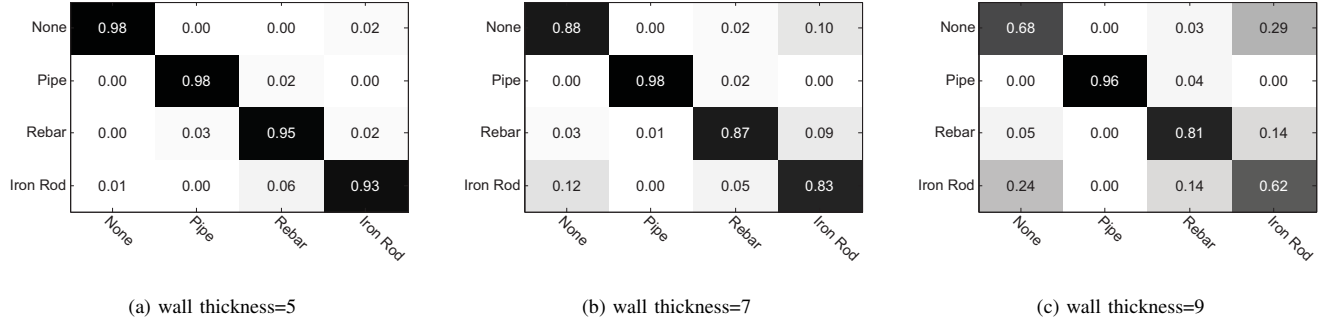 None 0.98 0.00 0.00 0.02
Pipe 0.00 0.98 0.02 0.00
Rebar 0.00 0.03 0.95 0.02
Iron Rod 0.01 0.00 0.06 0.93
None Pipe Rebar Iron Rod
(a) wall thickness=5
None 0.88 0.00 0.02 0.10
Pipe 0.00 0.98 0.02 0.00
Rebar 0.03 0.01 0.87 0.09
Iron Rod 0.12 0.00 0.05 0.83
None Pipe Rebar Iron Rod
(b) wall thickness=7
None 0.68 0.00 0.03 0.29
Pipe 0.00 0.96 0.04 0.00
Rebar 0.05 0.00 0.81 0.14
Iron Rod 0.24 0.00 0.14 0.62
None Pipe Rebar Iron Rod
(c) wall thickness=9